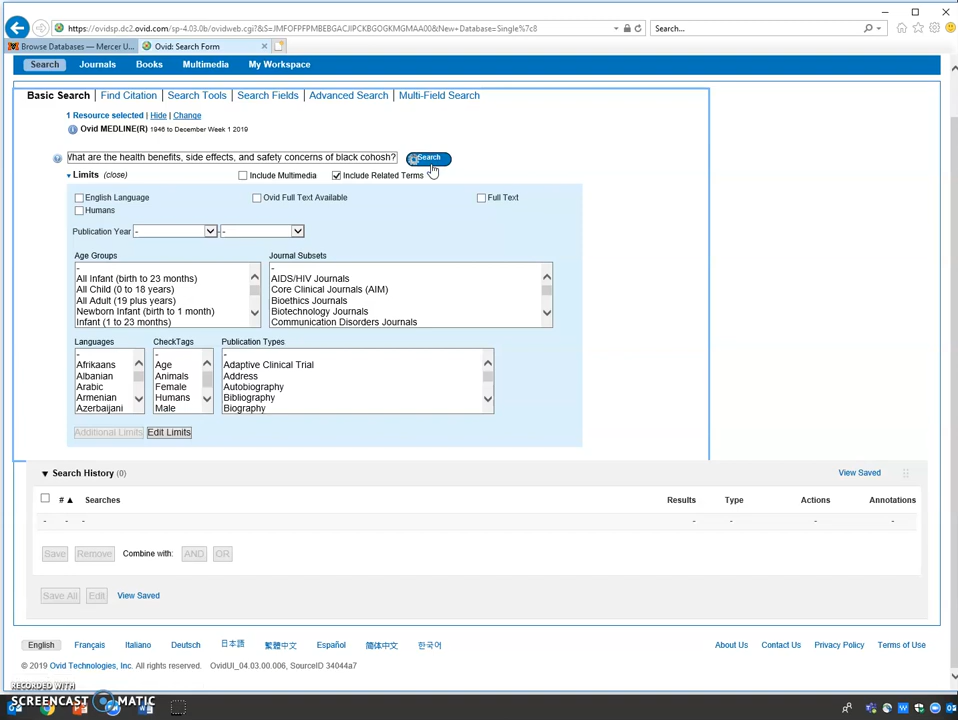 https://ovidsp.dc2.ovid.com/sp-4.03.0b/ovidweb.cgi?&S=JMFOFPFPMBEBGACJIPCKBGOGKMGMAA00&New+Database=Single%7c8
Search...
Browse Databases — Mercer U...
Ovid: Search Form
Search
Journals
Books
Multimedia
My Workspace
Basic Search | Find Citation | Search Tools | Search Fields | Advanced Search | Multi-Field Search
1 Resource selected | Hide | Change
Ovid MEDLINE(R) 1946 to December Week 1 2019
What are the health benefits, side effects, and safety concerns of black cohosh?
Search
Limits (close)
Include Multimedia
Include Related Terms
English Language
Ovid Full Text Available
Full Text
Humans
Publication Year - - -
Age Groups
-
All Infant (birth to 23 months)
All Child (0 to 18 years)
All Adult (19 plus years)
Newborn Infant (birth to 1 month)
Infant (1 to 23 months)
Journal Subsets
-
AIDS/HIV Journals
Core Clinical Journals (AIM)
Bioethics Journals
Biotechnology Journals
Communication Disorders Journals
Languages
-
Afrikaans
Albanian
Arabic
Armenian
Azerbaijani
CheckTags
-
Age
Animals
Female
Humans
Male
Publication Types
-
Adaptive Clinical Trial
Address
Autobiography
Bibliography
Biography
Additional Limits
Edit Limits
Search History (0)
View Saved
# ▲ Searches Results Type Actions Annotations
- - - - - - -
Save Remove Combine with: AND OR
Save All Edit View Saved
English Français Italiano Deutsch 日本語 繁體中文 Español 简体中文 한국어
About Us Contact Us Privacy Policy Terms of Use
© 2019 Ovid Technologies, Inc. All rights reserved. OvidUI_04.03.00.006, SourceID 34044a7
RECORDED WITH
SCREENCAST MATIC